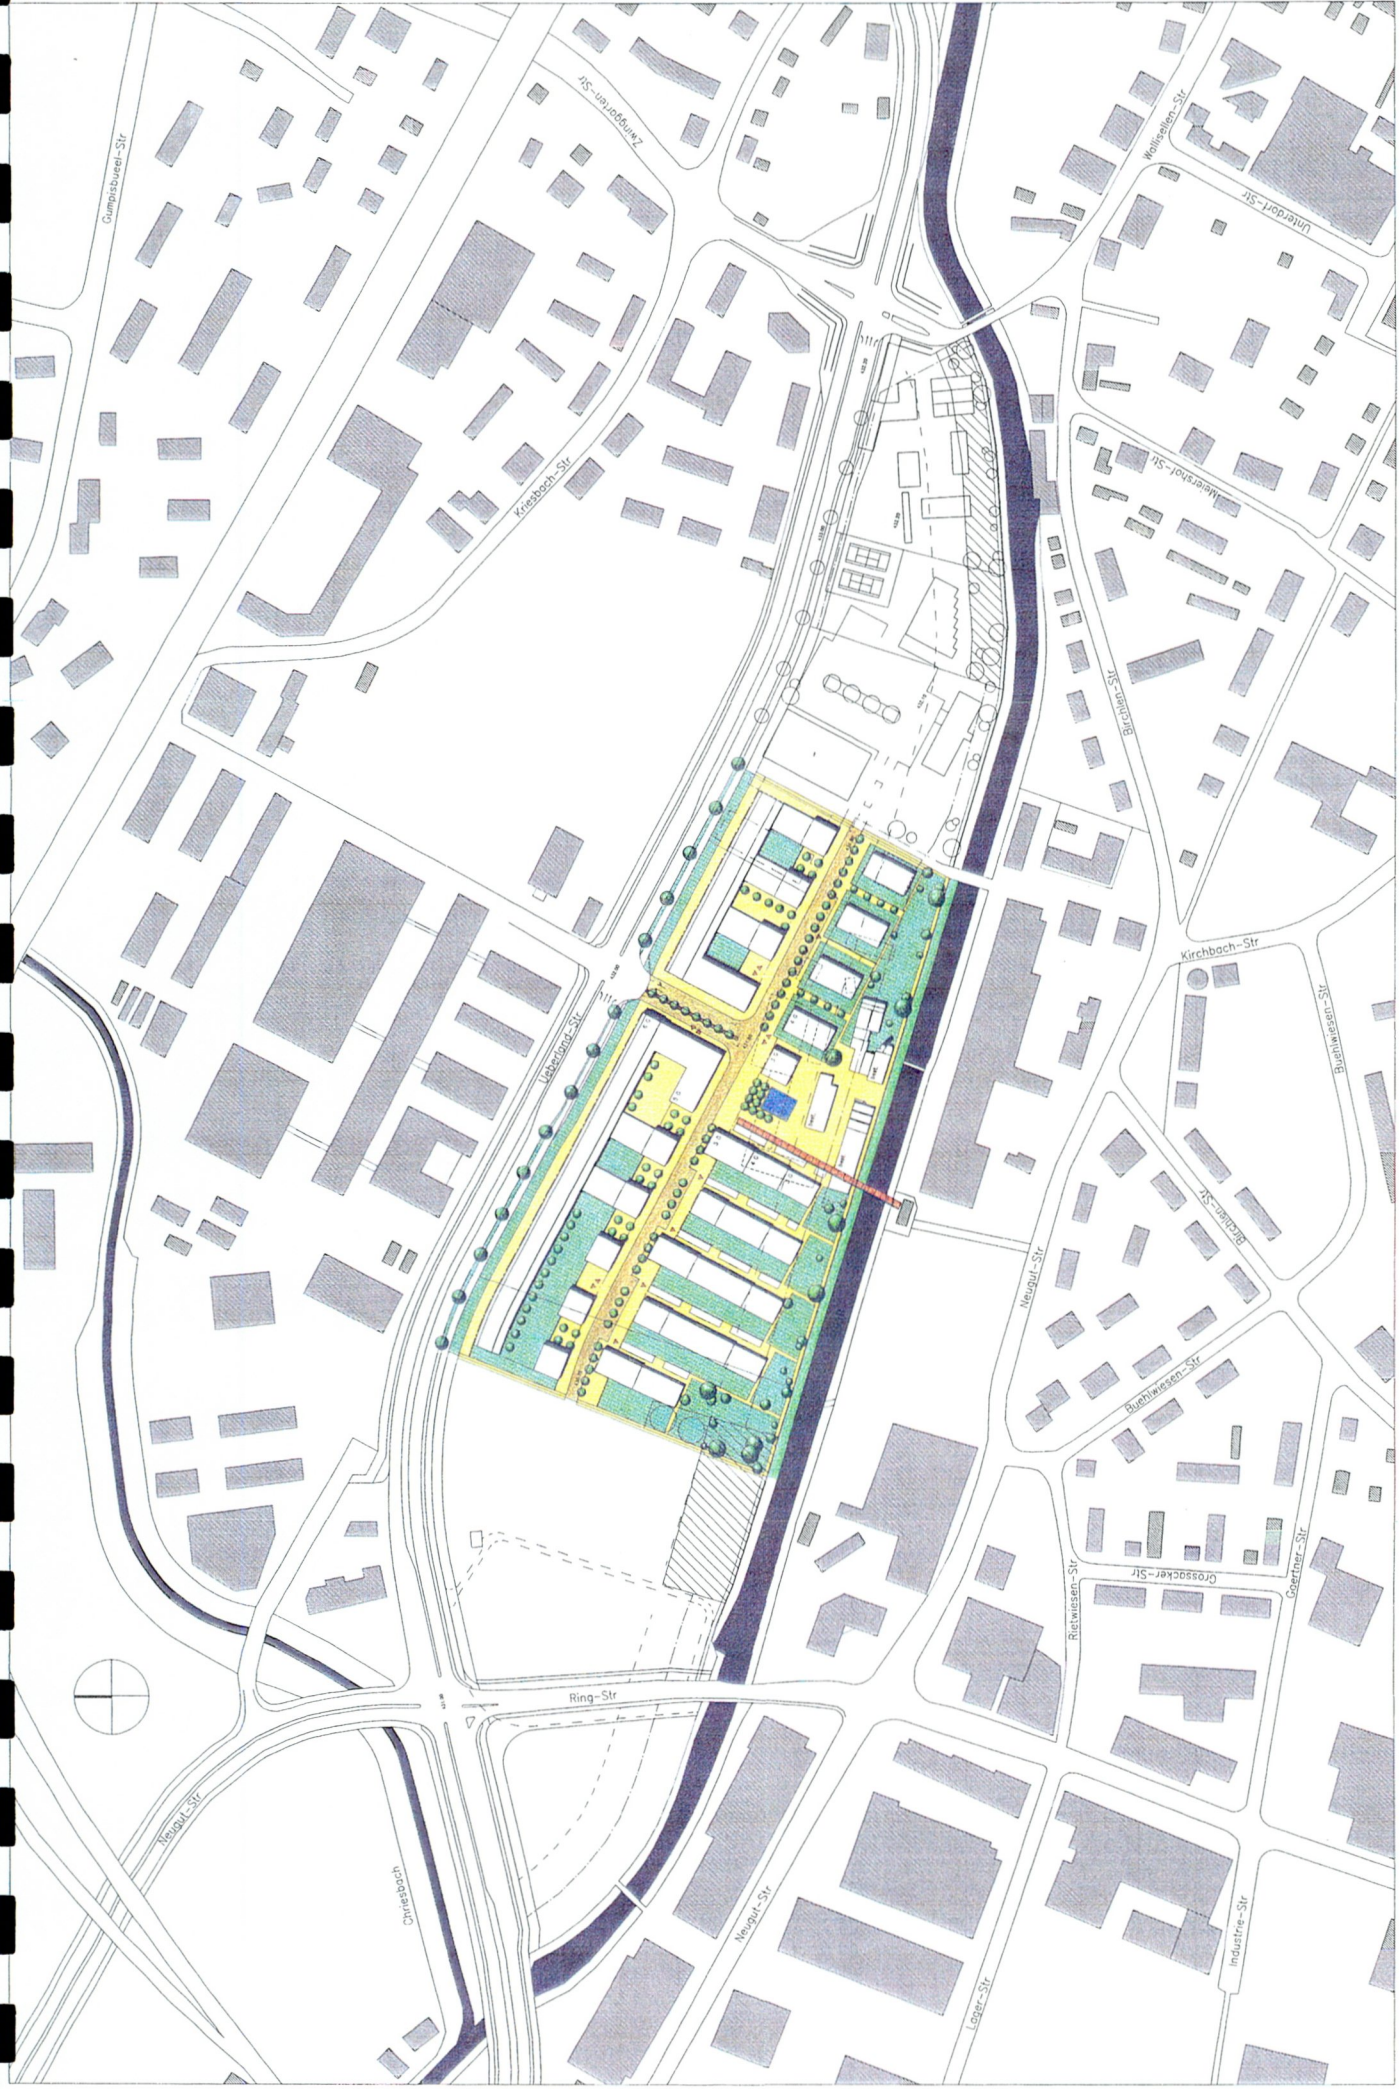 Gumpisbueel-Str
Zwinggarten-Str
Wallisellen-Str
Unterdorf-Str
Kriesbach-Str
Meiershof-Str
Birchlen-Str
Kirchbach-Str
Buehlwiesen-Str
Ueberland-Str
Birchlen-Str
Neugut-Str
Buehlwiesen-Str
Grossacker-Str
Gaertner-Str
Rietwiesen-Str
Ring-Str
Neugut-Str
Chriesbach
Neugut-Str
Industrie-Str
Lager-Str